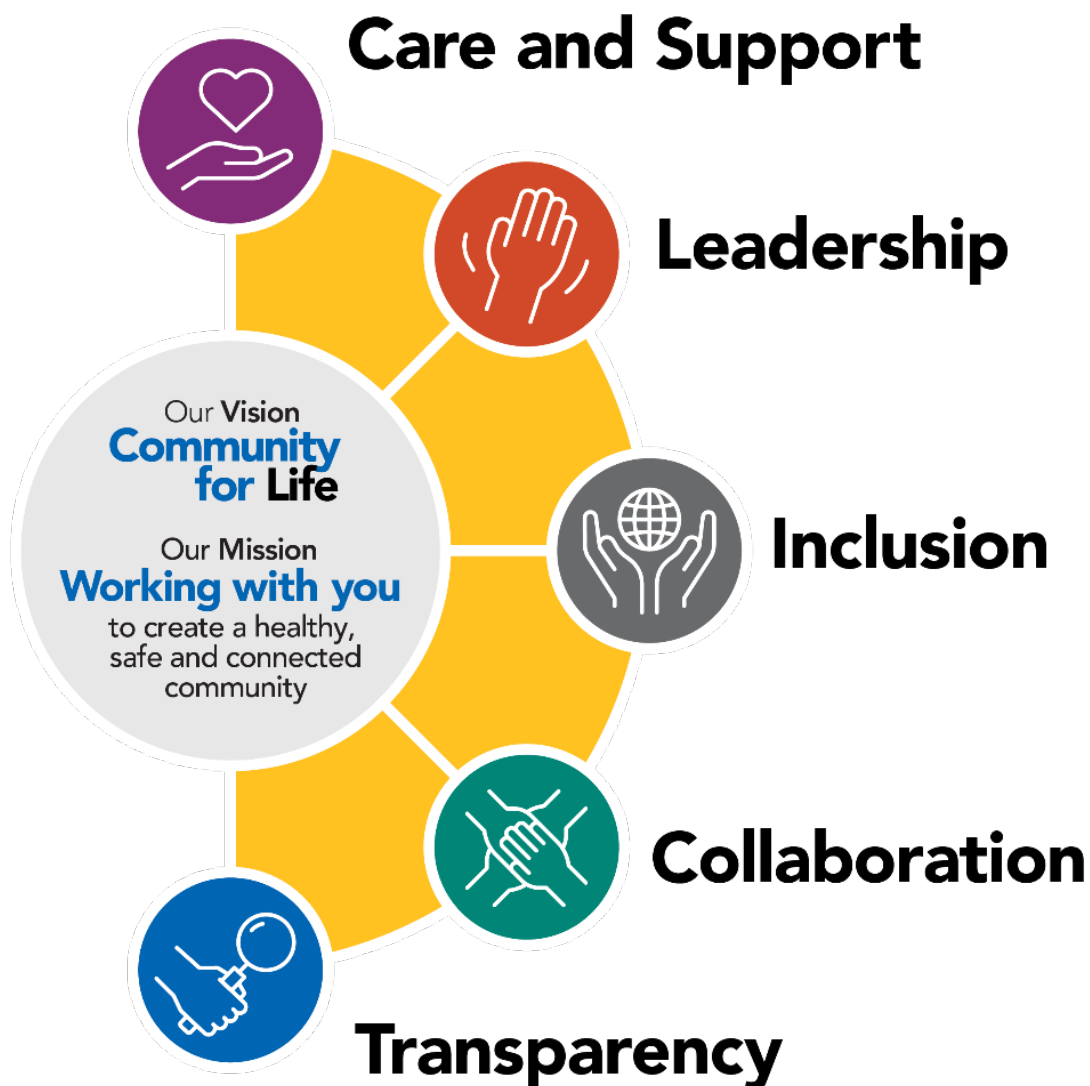 Care and Support
Leadership
Our Vision
Community
for Life
Our Mission
Working with you
to create a healthy,
safe and connected
community
Inclusion
Collaboration
Transparency